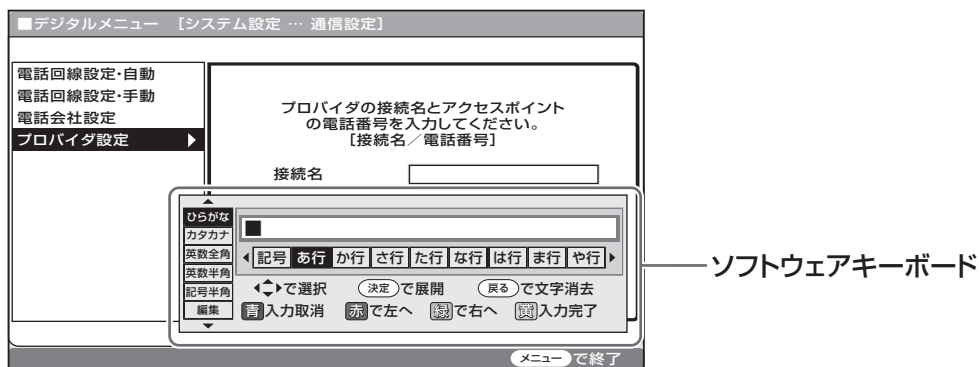 ■デジタルメニュー [システム設定 … 通信設定]
電話回線設定・自動
電話回線設定・手動
電話会社設定
プロバイダ設定
プロバイダの接続名とアクセスポイント
の電話番号を入力してください。
[接続名／電話番号]
接続名
ひらがな
カタカナ
英数全角
英数半角
記号半角
編集
記号 あ行 か行 さ行 た行 な行 は行 ま行 や行
で選択 決定で展開 戻るで文字消去
青入力取消 赤で左へ 緑で右へ 黄入力完了
メニューで終了
ソフトウェアキーボード